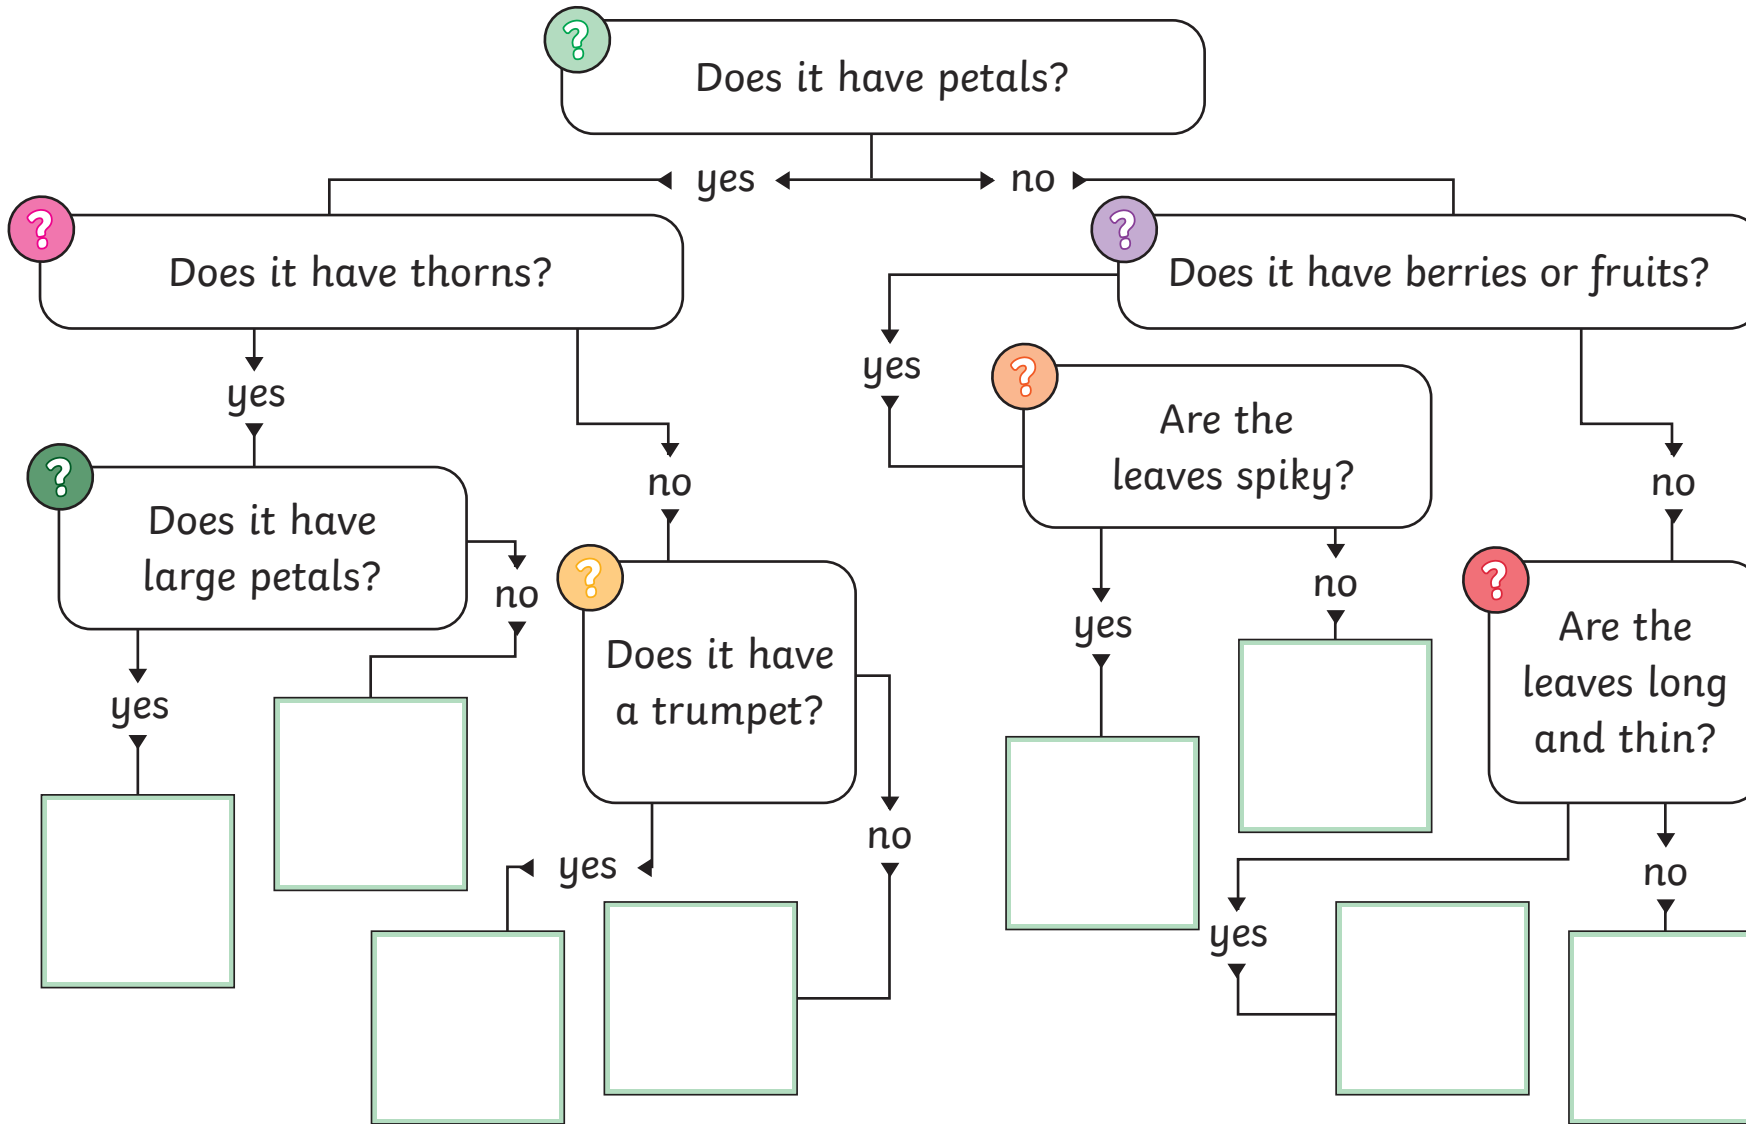 ?
Does it have petals?
yes
no
?
Does it have thorns?
?
Does it have berries or fruits?
yes
no
yes
no
?
Does it have
large petals?
yes
no
?
Does it have
a trumpet?
yes
no
?
Are the
leaves spiky?
yes
no
?
Are the
leaves long
and thin?
yes
no